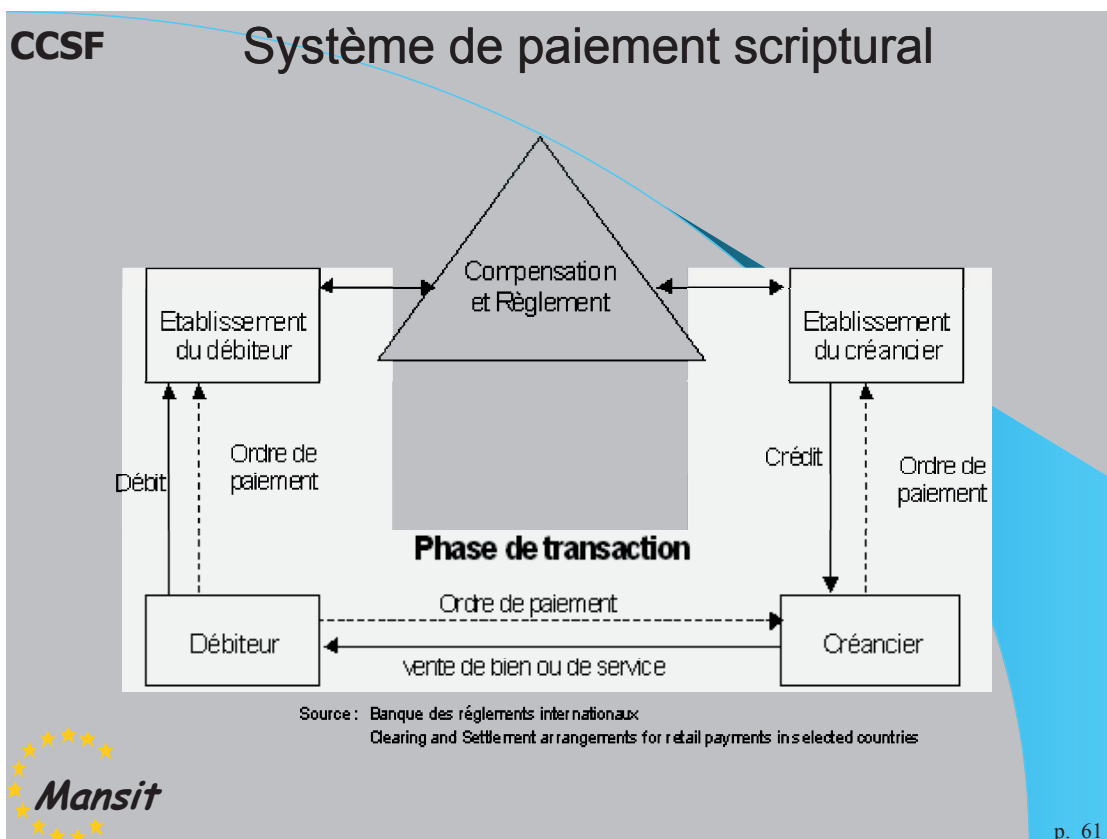 CCSF
Système de paiement scriptural
Compensation
et Règlement
Etablissement
du débiteur
Etablissement
du créancier
Débit
Ordre de
paiement
Crédit
Ordre de
paiement
Phase de transaction
Ordre de paiement
Débiteur
Créancier
vente de bien ou de service
Source : Banque des réglements internationaux
Clearing and Settlement arrangements for retail payments in selected countries
Mansit
p. 61